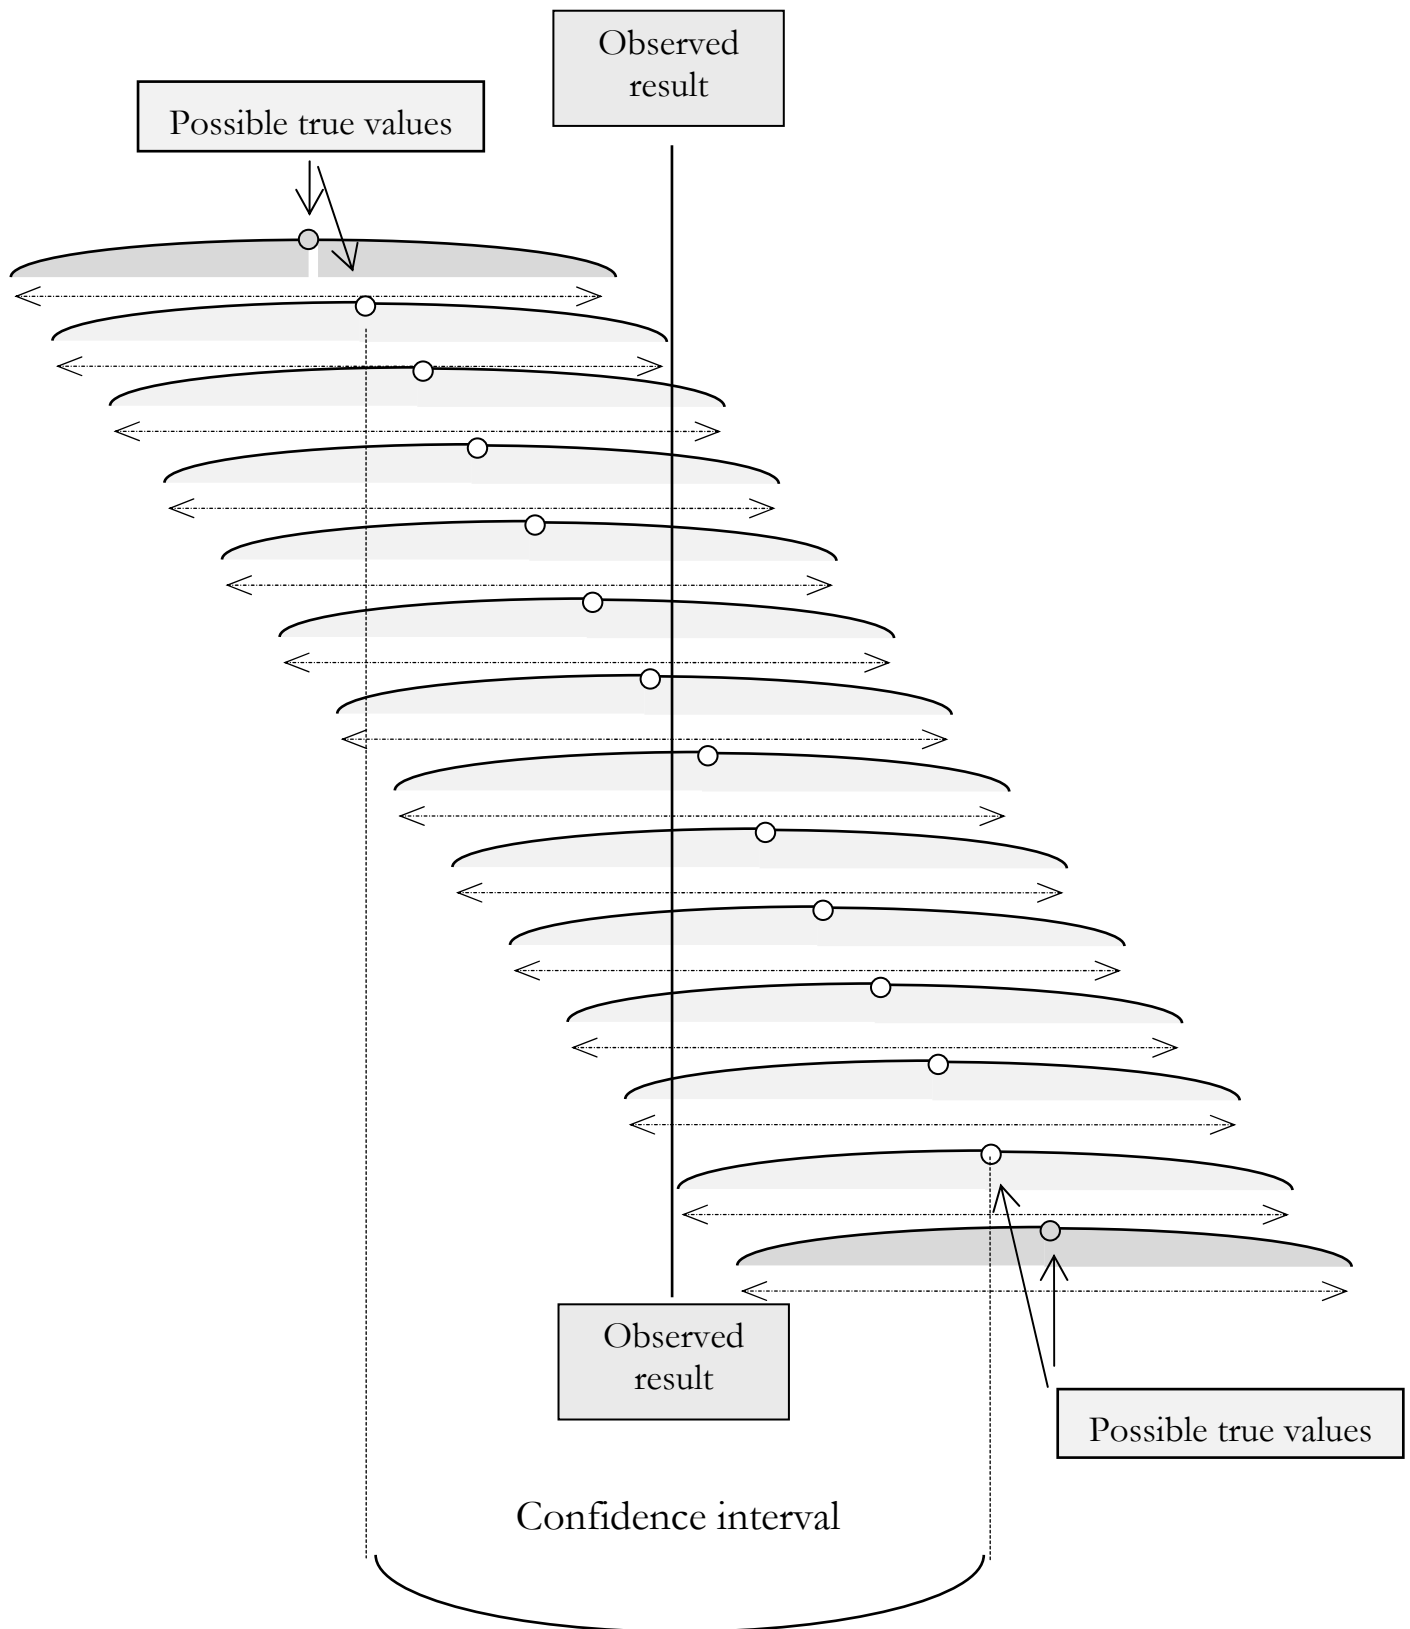 Observed
result
Possible true values
Observed
result
Possible true values
Confidence interval